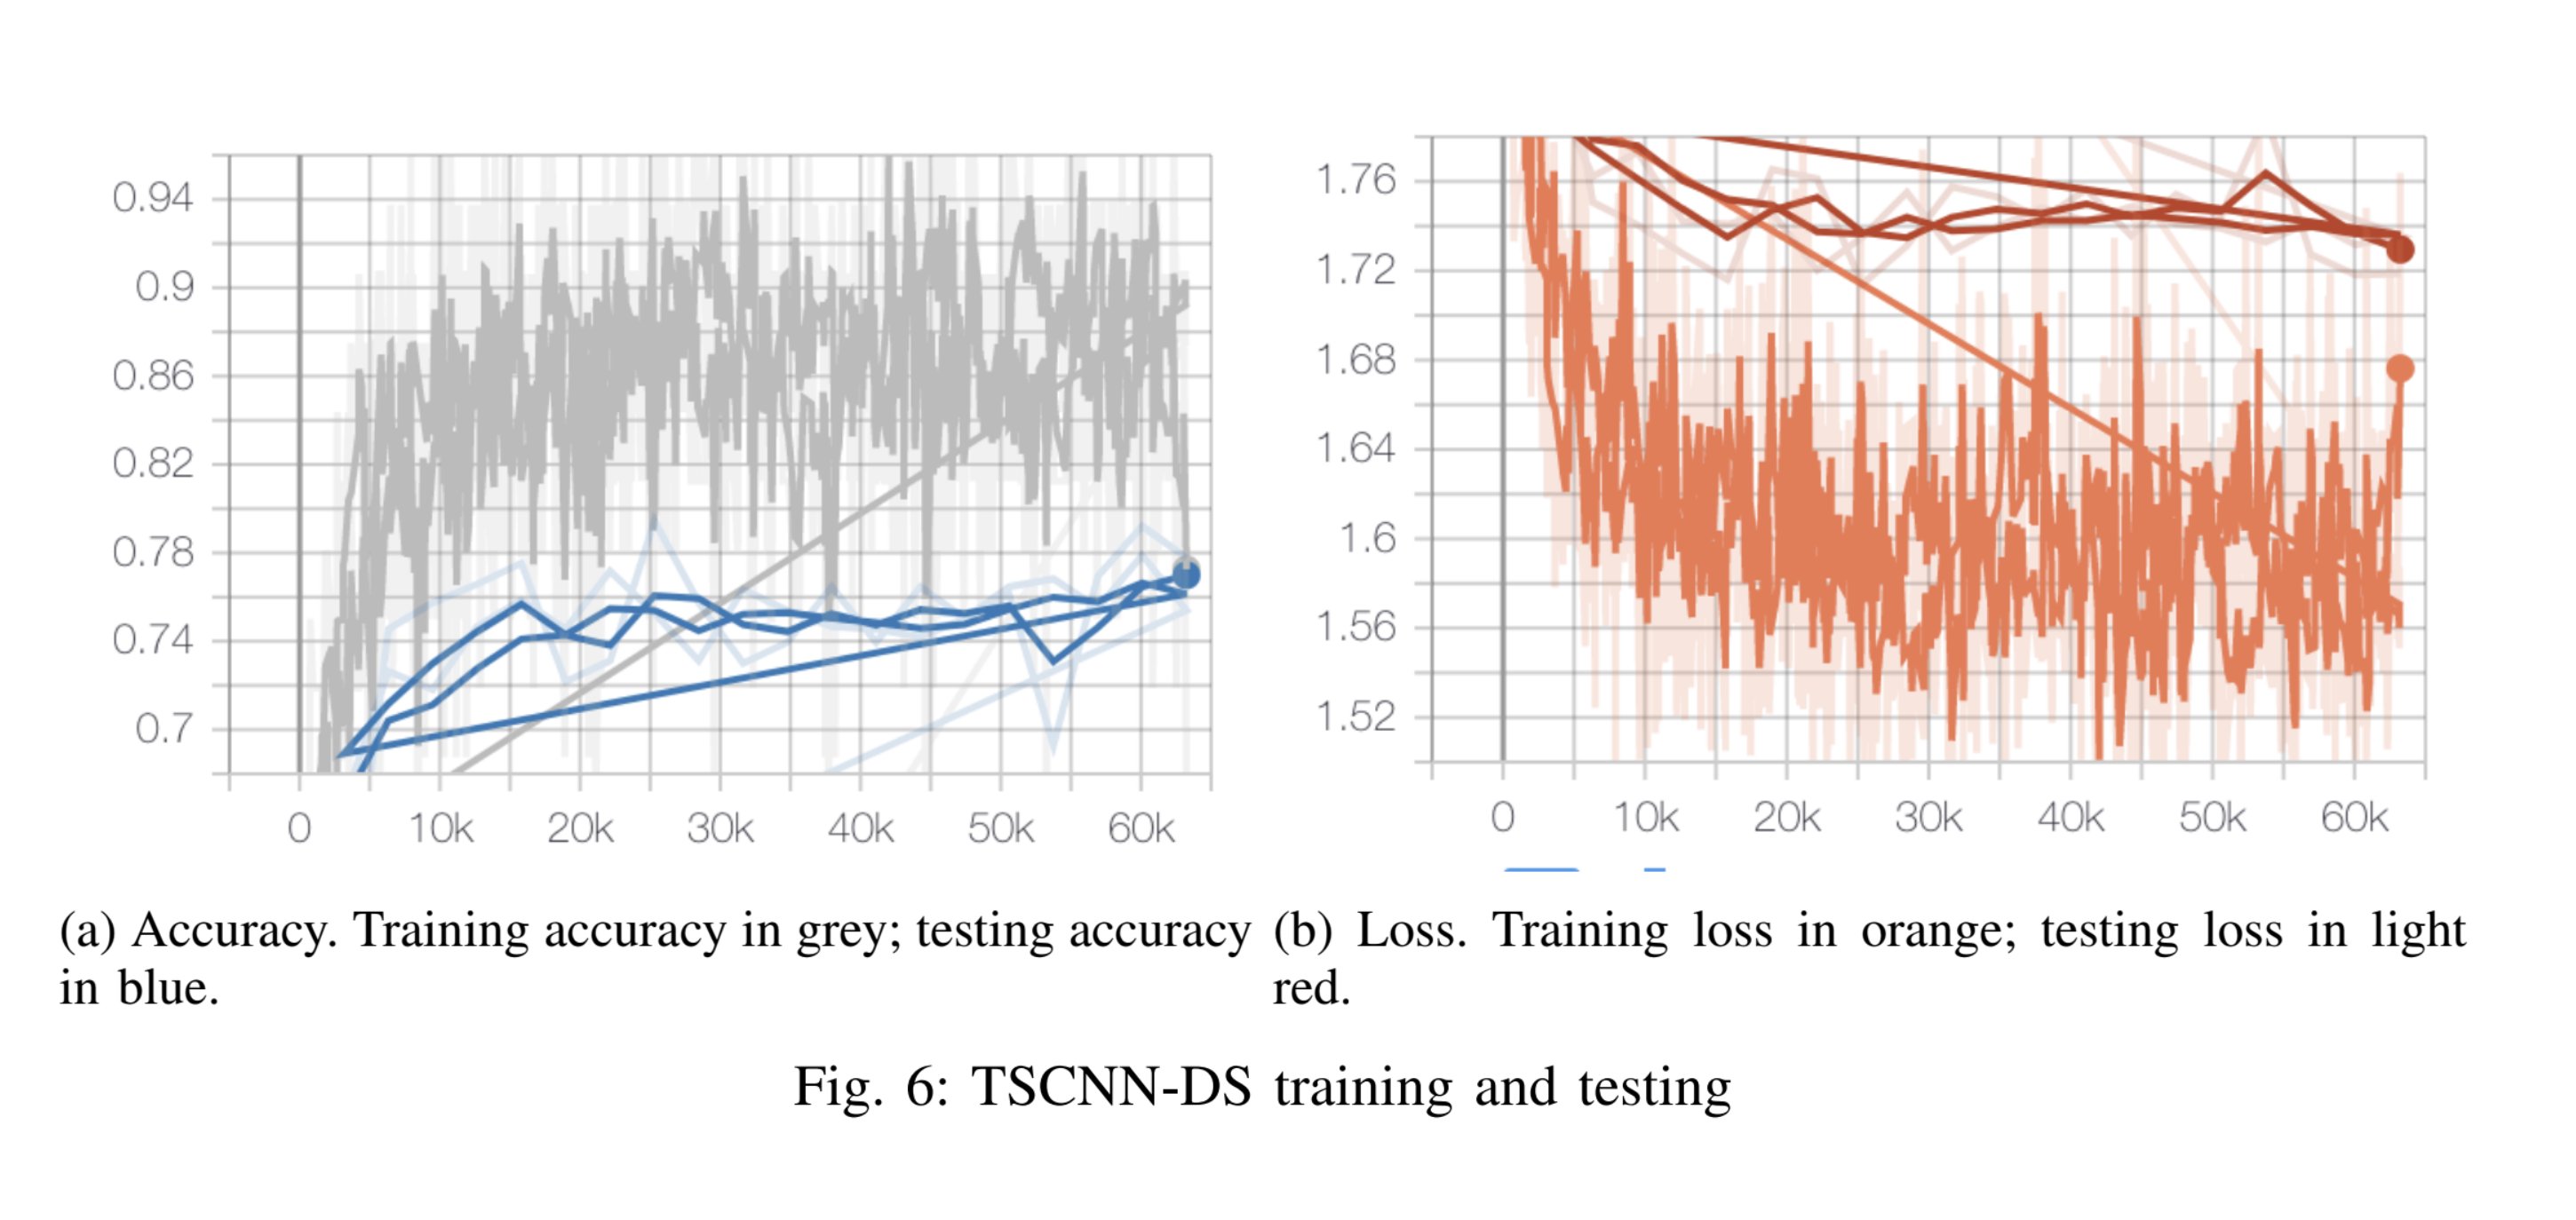 0.94
0.9
0.86
0.82
0.78
0.74
0.7
0 10k 20k 30k 40k 50k 60k
1.76
1.72
1.68
1.64
1.6
1.56
1.52
0 10k 20k 30k 40k 50k 60k
(a) Accuracy. Training accuracy in grey; testing accuracy
in blue.
(b) Loss. Training loss in orange; testing loss in light
red.
Fig. 6: TSCNN-DS training and testing